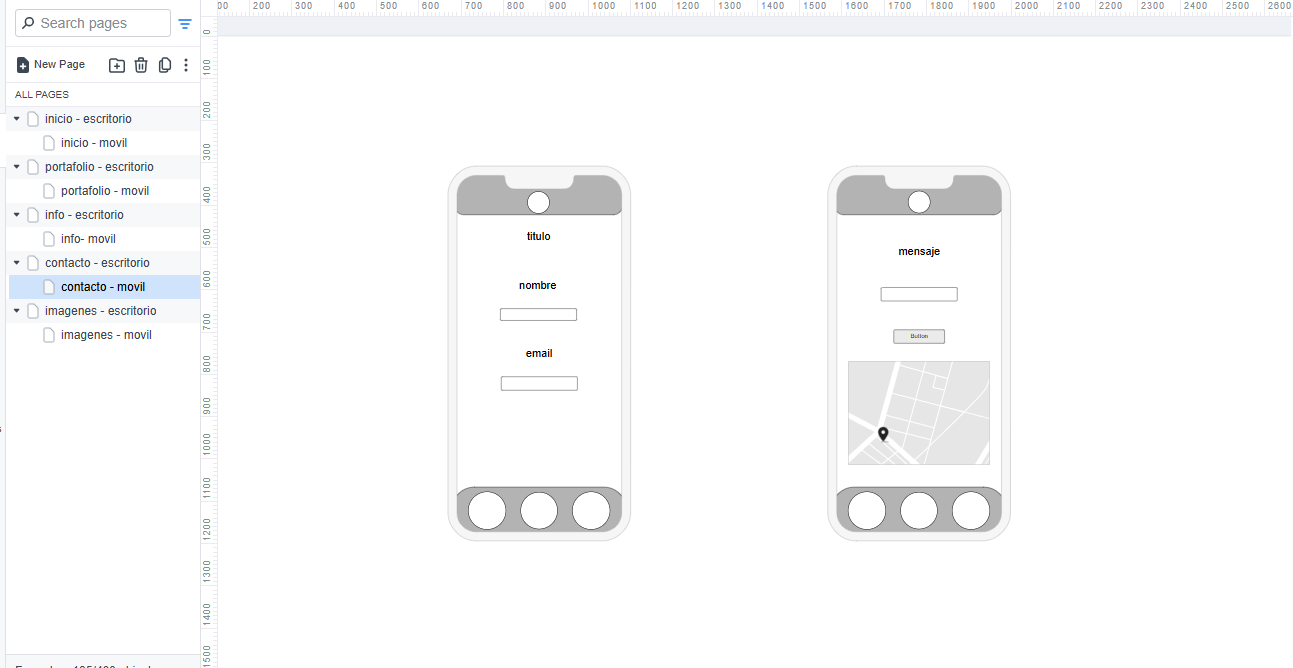 Search pages
New Page
ALL PAGES
inicio - escritorio
inicio - movil
portafolio - escritorio
portafolio - movil
info - escritorio
info- movil
contacto - escritorio
contacto - movil
imagenes - escritorio
imagenes - movil
00 200 300 400 500 600 700 800 900 1000 1100 1200 1300 1400 1500 1600 1700 1800 1900 2000 2100 2200 2300 2400 2500 2600
0
100
200
300
400
500
600
700
800
900
1000
1100
1200
1300
1400
1500
titulo
nombre
email
mensaje
Button